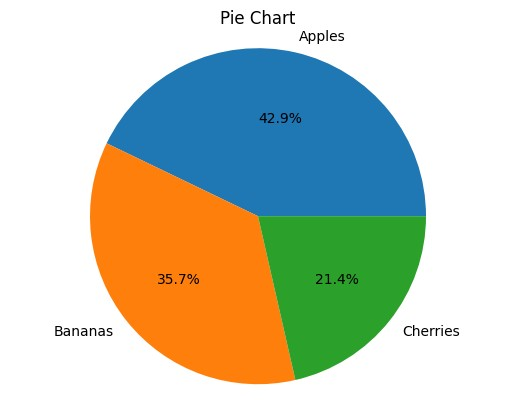 Pie Chart
Apples
42.9%
35.7%
21.4%
Bananas
Cherries